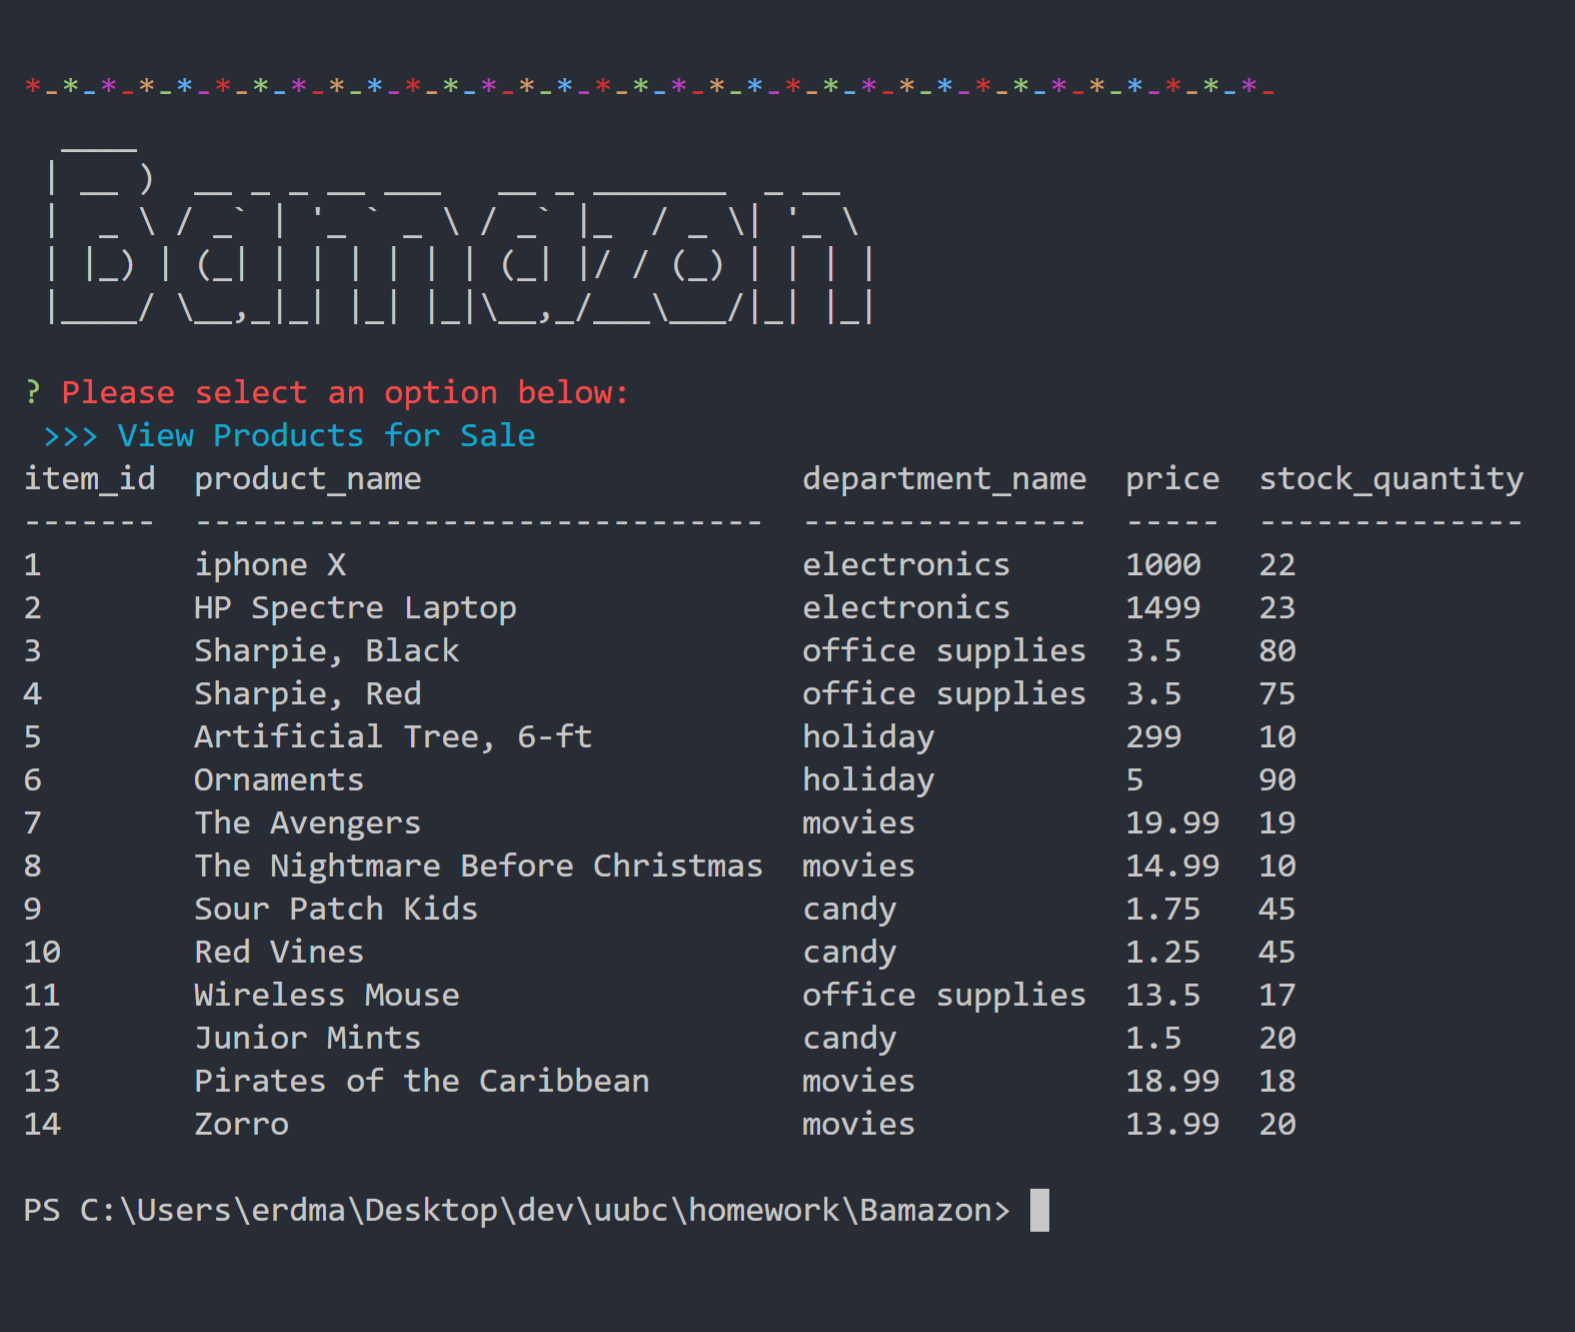 *-*-*-*-*-*-*-*-*-*-*-*-*-*-*-*-*-*-*-*-*-*-*-*-*-*-*-*-*-*-*-*-*-
Bamazon
? Please select an option below:
 >>> View Products for Sale
item_id  product_name                    department_name  price  stock_quantity
-------  ------------------------------  ---------------  -----  --------------
1        iphone X                        electronics      1000   22
2        HP Spectre Laptop               electronics      1499   23
3        Sharpie, Black                  office supplies  3.5    80
4        Sharpie, Red                    office supplies  3.5    75
5        Artificial Tree, 6-ft           holiday          299    10
6        Ornaments                       holiday          5      90
7        The Avengers                    movies           19.99  19
8        The Nightmare Before Christmas  movies           14.99  10
9        Sour Patch Kids                 candy            1.75   45
10       Red Vines                       candy            1.25   45
11       Wireless Mouse                  office supplies  13.5   17
12       Junior Mints                    candy            1.5    20
13       Pirates of the Caribbean        movies           18.99  18
14       Zorro                           movies           13.99  20
PS C:\Users\erdma\Desktop\dev\uubc\homework\Bamazon>